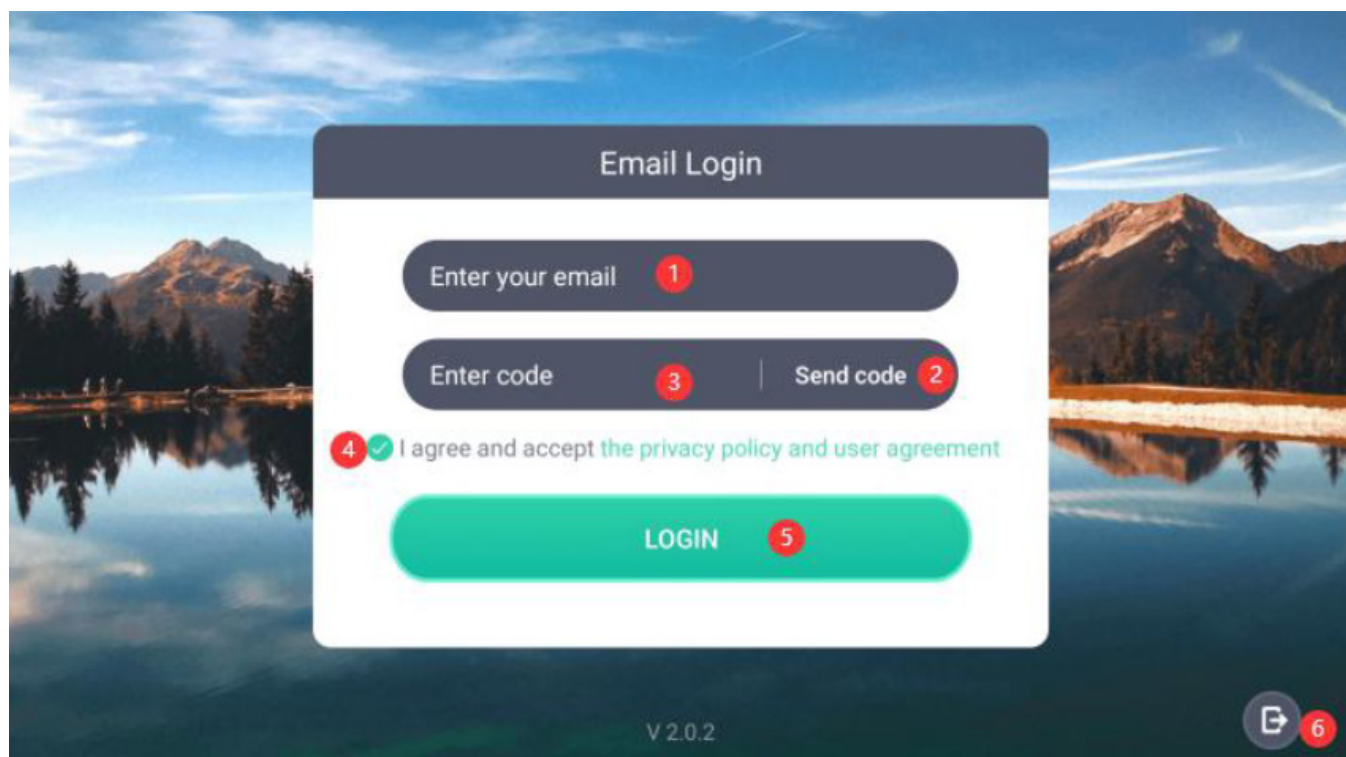 Email Login
Enter your email 1
Enter code 3 Send code 2
4 I agree and accept the privacy policy and user agreement
LOGIN 5
V 2.0.2
6